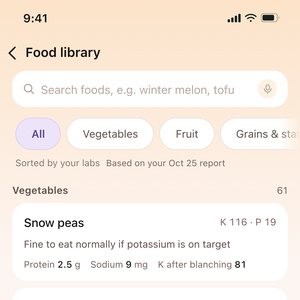 9:41
Food library
Search foods, e.g. winter melon, tofu
All Vegetables Fruit Grains &
Sorted by your labs Based on your Oct 25 report
Vegetables 61
Snow peas K 116 · P 19
Fine to eat normally if potassium is on target
Protein 2.5 g Sodium 9 mg K after blanching 81